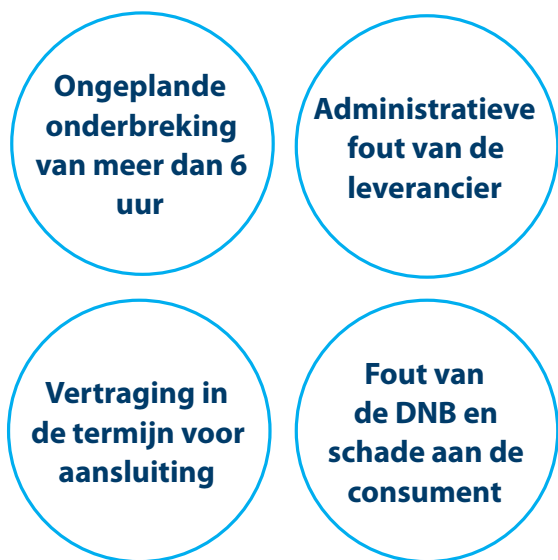 Ongeplande
onderbreking
van meer dan 6
uur
Administratieve
fout van de
leverancier
Vertraging in
de termijn voor
aansluiting
Fout van
de DNB en
schade aan de
consument